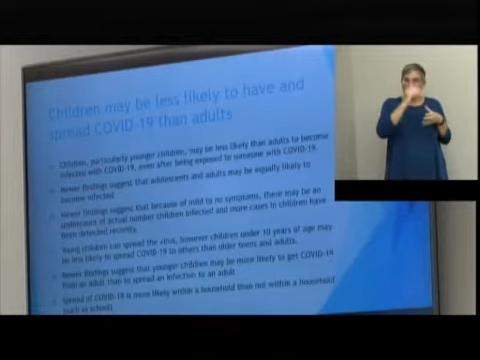 Children may be less likely to have and
spread COVID-19 than adults
Children, particularly younger children, may be less likely than adults to become
infected with COVID-19, even after being exposed to someone with COVID-19.
Newer findings suggest that adolescents and adults may be equally likely to
become infected
Newer findings suggest that because of mild to no symptoms, there may be an
undercount of actual number children infected and more cases in children have
been detected recently.
Young children can spread the virus, however children under 10 years of age may
be less likely to spread COVID-19 to others than older teens and adults.
Newer findings suggest that younger children may be more likely to get COVID-19
from an adult than to spread an infection to an adult
Spread of COVID-19 is more likely within a household than not within a household
(such as school)